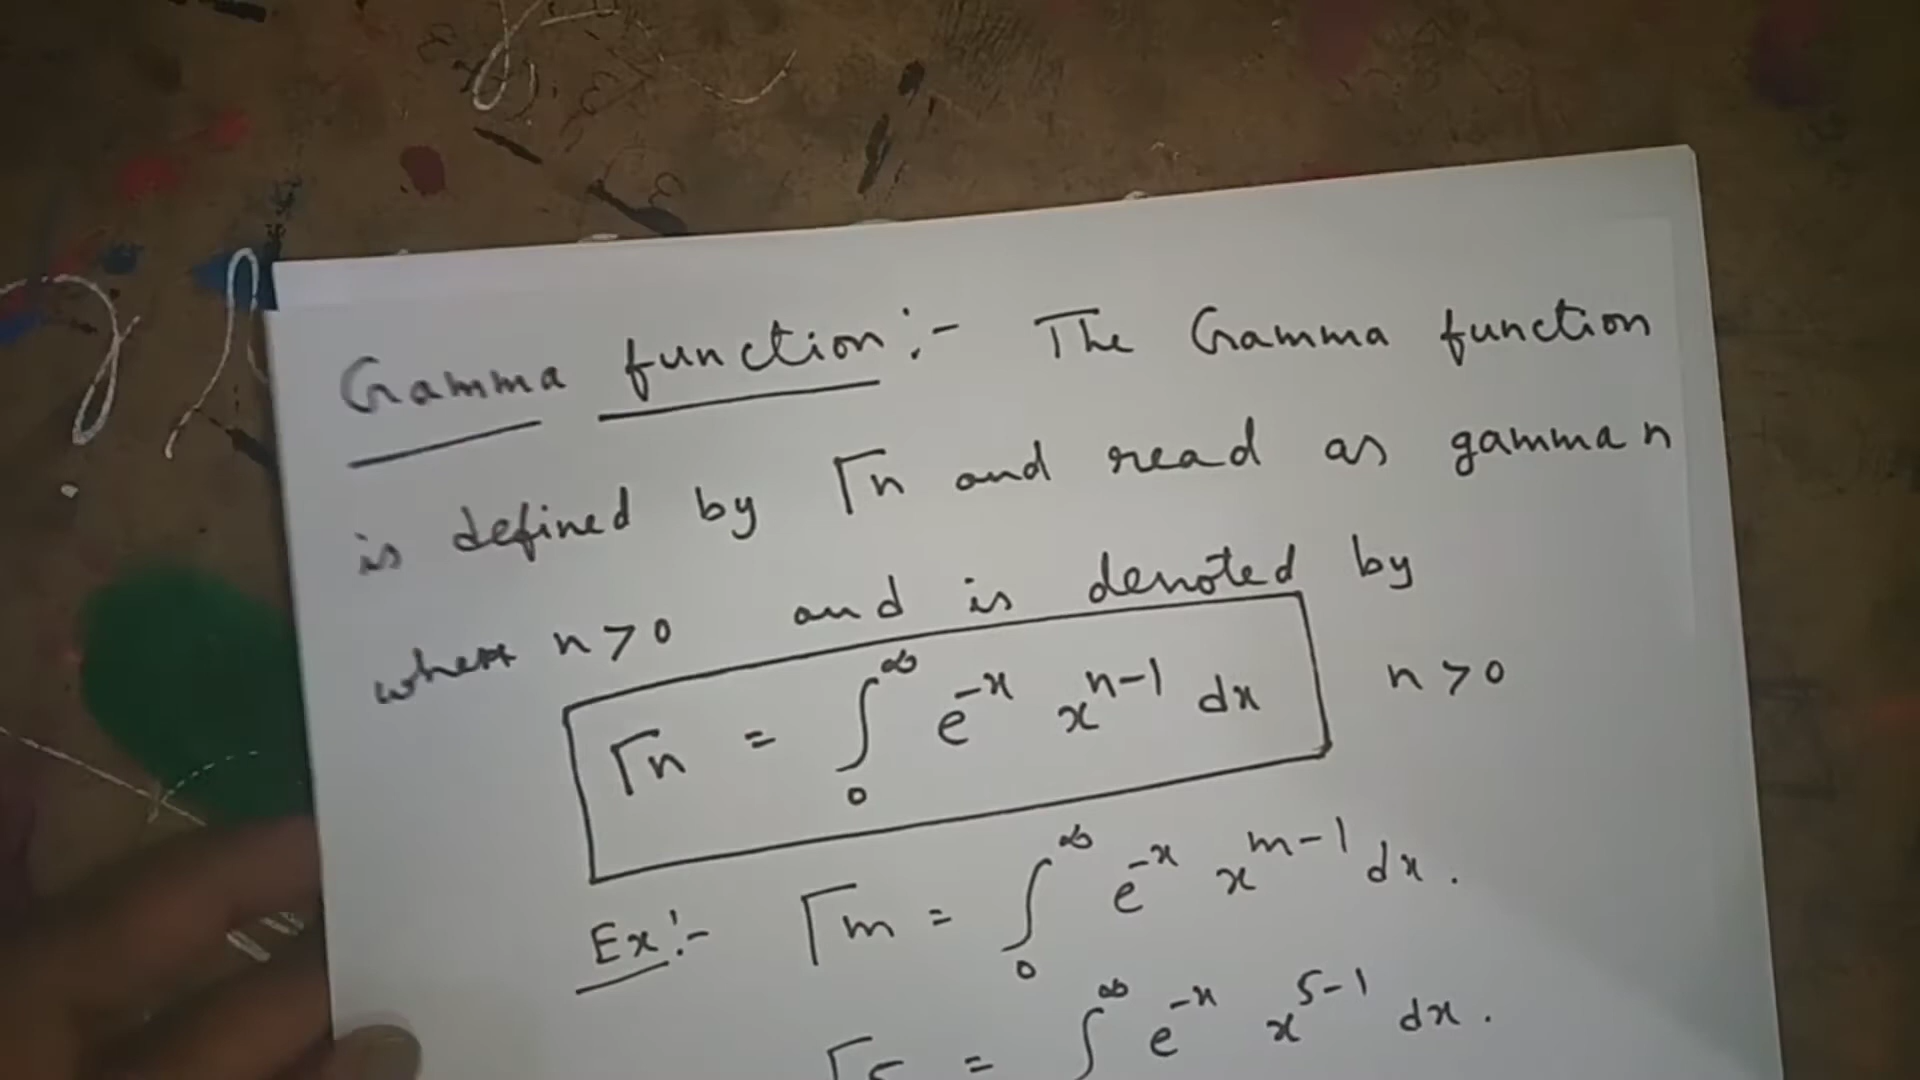 Gamma function :- The Gamma function
is defined by Γn and read as gamma n
where n>0 and is denoted by
Γn = ∫₀^∞ e^{-x} x^{n-1} dx n>0
Ex:- Γm = ∫₀^∞ e^{-x} x^{m-1} dx.
Γ5 = ∫^∞ e^{-x} x^{5-1} dx.